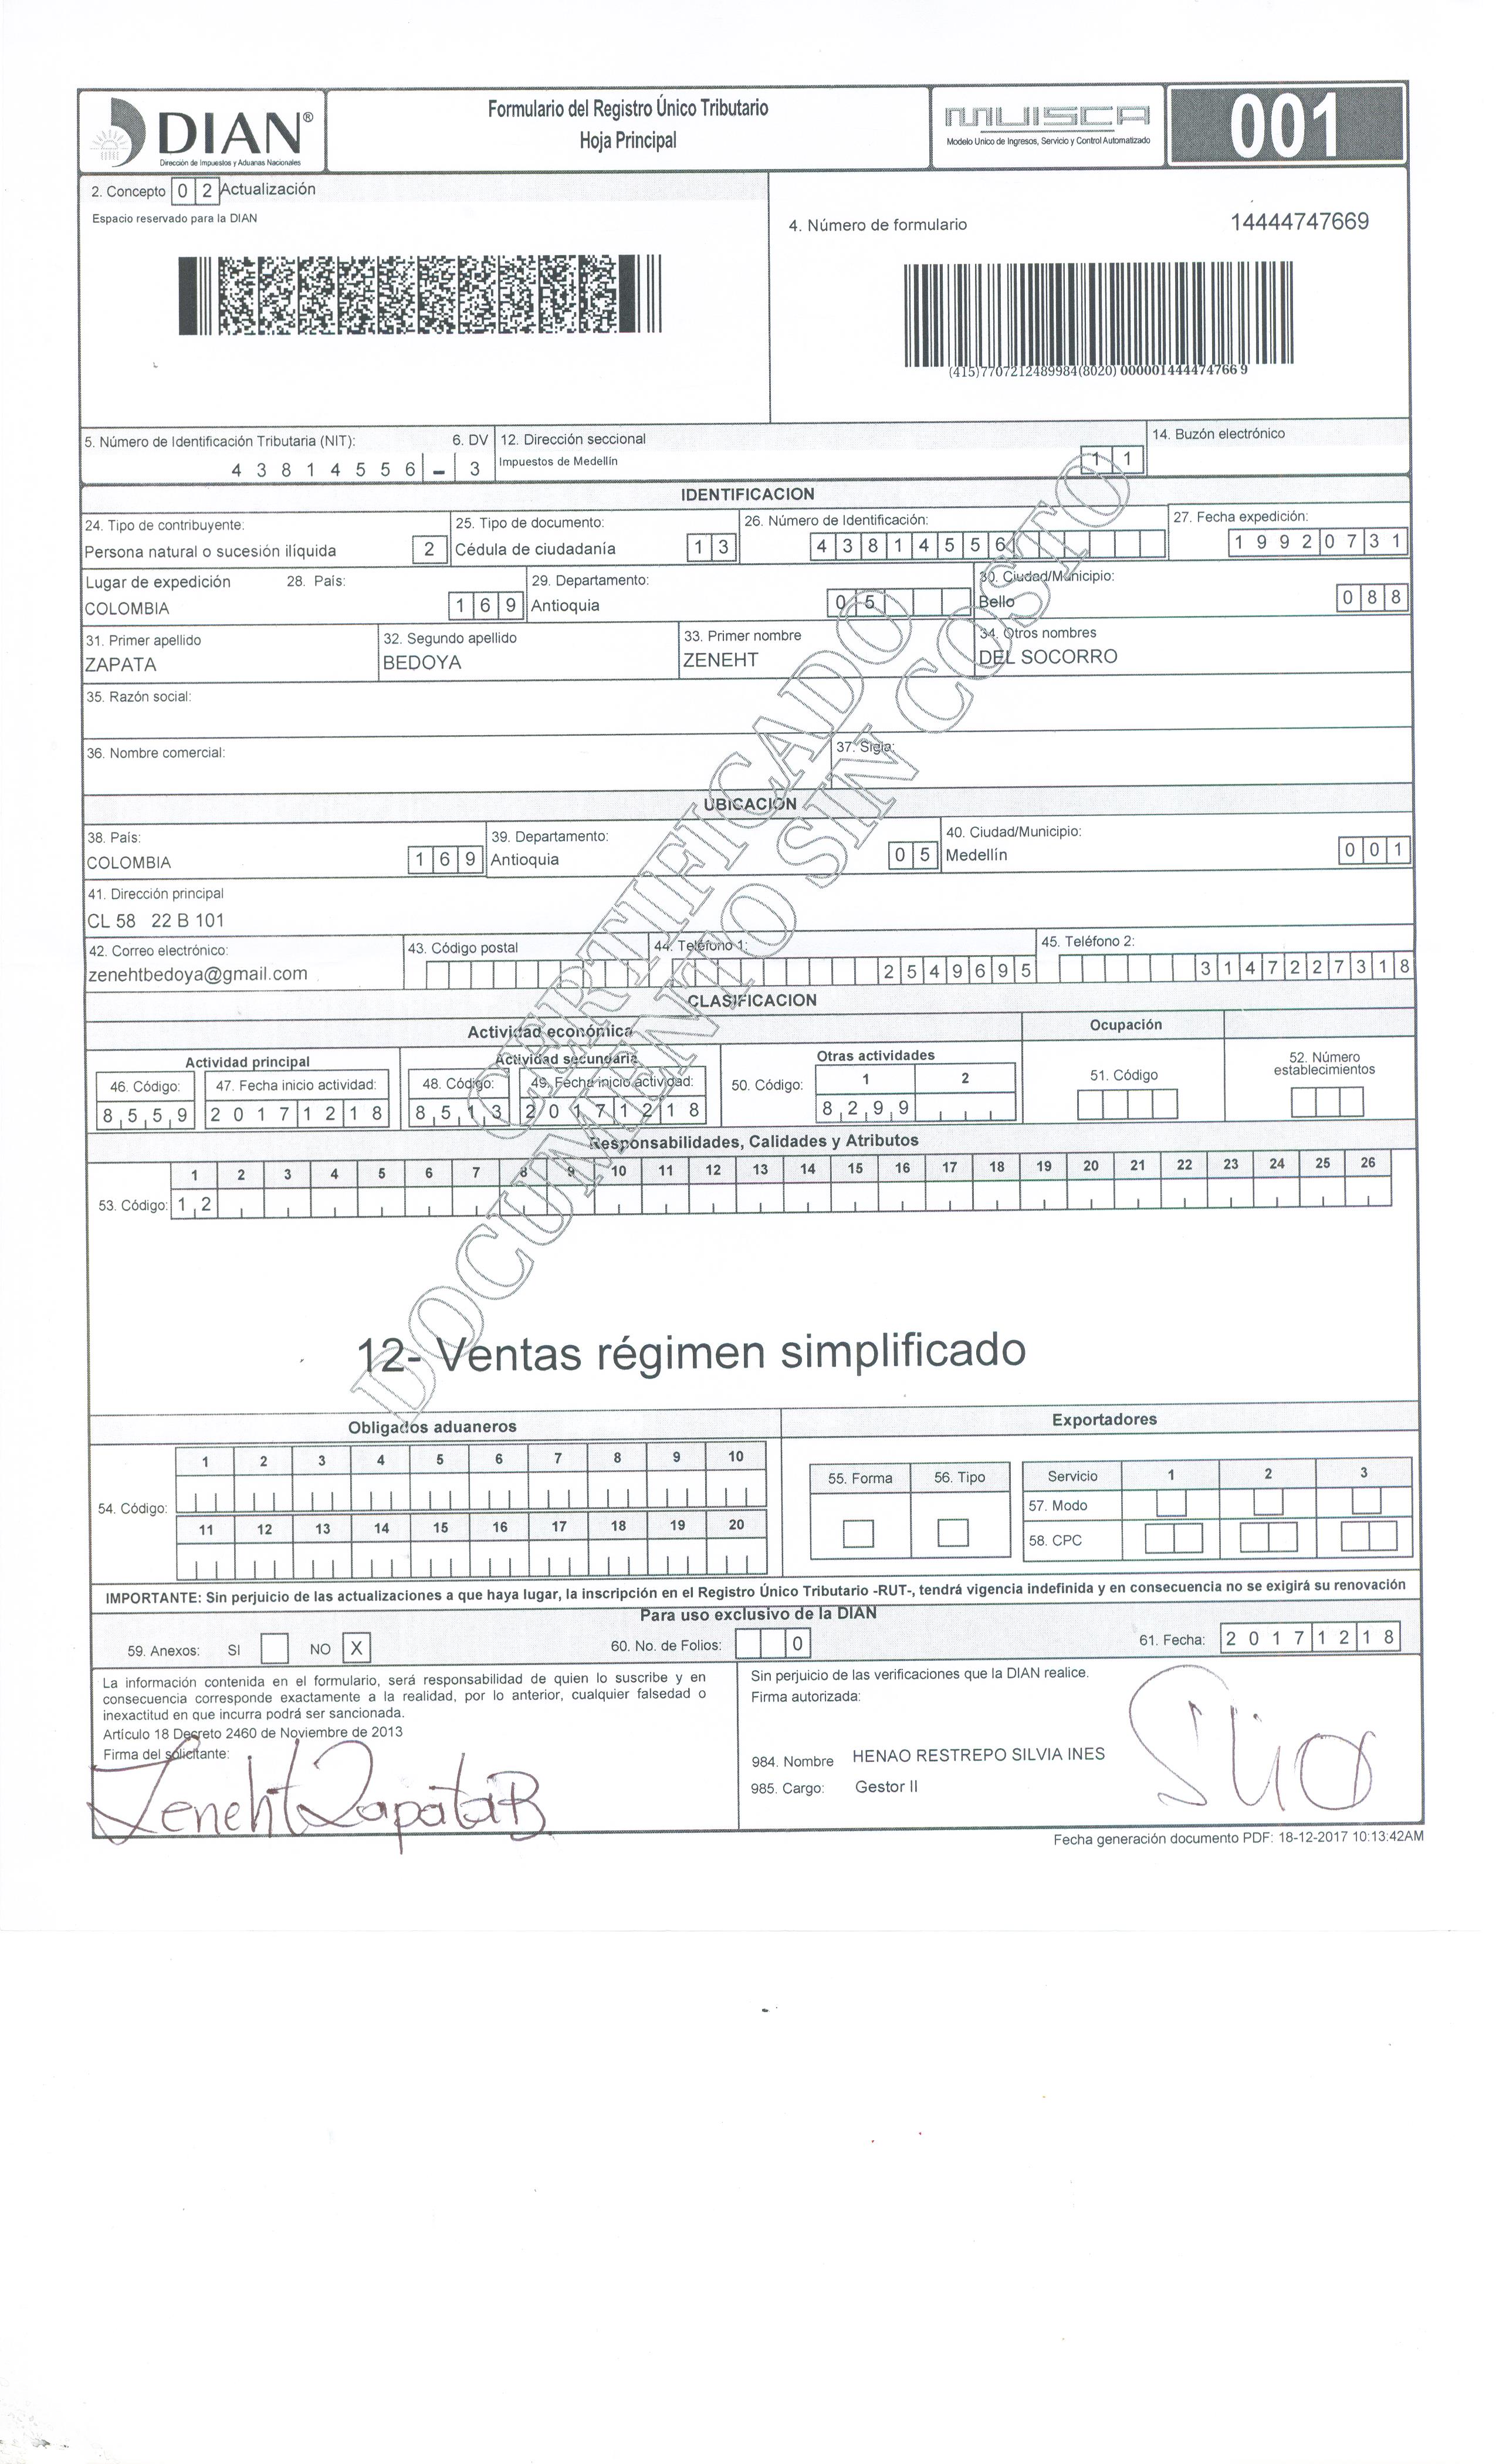 DIAN®
Dirección de Impuestos y Aduanas Nacionales
Formulario del Registro Único Tributario
Hoja Principal
MUISCA
Modelo Unico de Ingresos, Servicio y Control Automatizado
001
2. Concepto 0 2 Actualización
Espacio reservado para la DIAN
4. Número de formulario 14444747669
(415)7707212489984(8020) 0000014444747669
5. Número de Identificación Tributaria (NIT): 6. DV 12. Dirección seccional 14. Buzón electrónico
4 3 8 1 4 5 5 6 - 3 Impuestos de Medellín 1 1
IDENTIFICACION
24. Tipo de contribuyente: 25. Tipo de documento: 26. Número de Identificación: 27. Fecha expedición:
Persona natural o sucesión ilíquida 2 Cédula de ciudadanía 1 3 4 3 8 1 4 5 5 6 1 9 9 2 0 7 3 1
Lugar de expedición 28. País: 29. Departamento: 30. Ciudad/Municipio:
COLOMBIA 1 6 9 Antioquia 0 5 Bello 0 8 8
31. Primer apellido 32. Segundo apellido 33. Primer nombre 34. Otros nombres
ZAPATA BEDOYA ZENEHT DEL SOCORRO
35. Razón social:
36. Nombre comercial: 37. Sigla:
UBICACIÓN
38. País: 39. Departamento: 40. Ciudad/Municipio:
COLOMBIA 1 6 9 Antioquia 0 5 Medellín 0 0 1
41. Dirección principal
CL 58 22 B 101
42. Correo electrónico: 43. Código postal 44. Teléfono 1: 45. Teléfono 2:
zenehtbedoya@gmail.com 2 5 4 9 6 9 5 3 1 4 7 2 2 7 3 1 8
CLASIFICACION
Actividad económica Ocupación
Actividad principal Actividad secundaria Otras actividades 52. Número establecimientos
46. Código: 47. Fecha inicio actividad: 48. Código: 49. Fecha inicio actividad: 50. Código: 1 2 51. Código
8 5 5 9 2 0 1 7 1 2 1 8 8 5 1 3 2 0 1 7 1 2 1 8 8 2 9 9
Responsabilidades, Calidades y Atributos
1 2 3 4 5 6 7 8 9 10 11 12 13 14 15 16 17 18 19 20 21 22 23 24 25 26
53. Código: 1 2
12- Ventas régimen simplificado
CERTIFICADO
DOCUMENTO SIN COSTO
Obligados aduaneros Exportadores
1 2 3 4 5 6 7 8 9 10
54. Código:
11 12 13 14 15 16 17 18 19 20
55. Forma 56. Tipo Servicio 1 2 3
57. Modo
58. CPC
IMPORTANTE: Sin perjuicio de las actualizaciones a que haya lugar, la inscripción en el Registro Único Tributario -RUT-, tendrá vigencia indefinida y en consecuencia no se exigirá su renovación
Para uso exclusivo de la DIAN
59. Anexos: SI NO X 60. No. de Folios: 0 61. Fecha: 2 0 1 7 1 2 1 8
La información contenida en el formulario, será responsabilidad de quien lo suscribe y en
consecuencia corresponde exactamente a la realidad, por lo anterior, cualquier falsedad o
inexactitud en que incurra podrá ser sancionada.
Artículo 18 Decreto 2460 de Noviembre de 2013
Firma del solicitante:
Zeneht Zapata B
Sin perjuicio de las verificaciones que la DIAN realice.
Firma autorizada:
984. Nombre HENAO RESTREPO SILVIA INES
985. Cargo: Gestor II
Fecha generación documento PDF: 18-12-2017 10:13:42AM